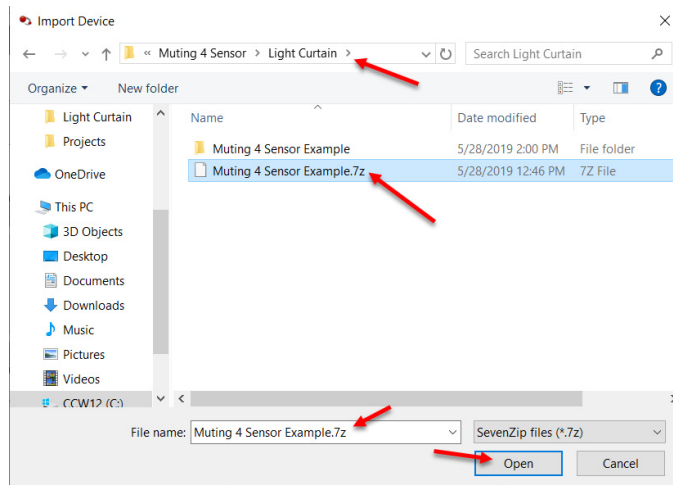 Import Device
« Muting 4 Sensor > Light Curtain >
Search Light Curtain
Organize
New folder
Name
Date modified
Type
Light Curtain
Projects
OneDrive
This PC
3D Objects
Desktop
Documents
Downloads
Music
Pictures
Videos
CCW12 (C:)
Muting 4 Sensor Example
5/28/2019 2:00 PM
File folder
Muting 4 Sensor Example.7z
5/28/2019 12:46 PM
7Z File
File name:
Muting 4 Sensor Example.7z
SevenZip files (*.7z)
Open
Cancel